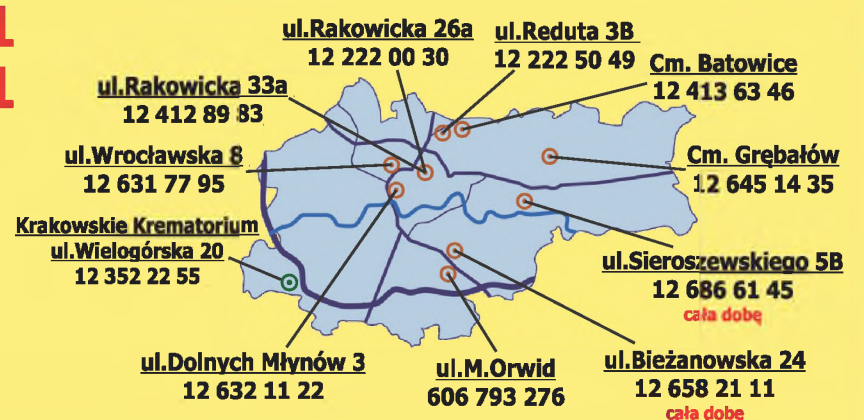 1
1
ul.Rakowicka 26a
12 222 00 30
ul.Reduta 3B
12 222 50 49
Cm. Batowice
12 413 63 46
ul.Rakowicka 33a
12 412 89 83
ul.Wrocławska 8
12 631 77 95
Cm. Grębałów
12 645 14 35
Krakowskie Krematorium
ul.Wielogórska 20
12 352 22 55
ul.Sieroszewskiego 5B
12 686 61 45
całą dobę
ul.Dolnych Młynów 3
12 632 11 22
ul.M.Orwid
606 793 276
ul.Bieżanowska 24
12 658 21 11
całą dobę